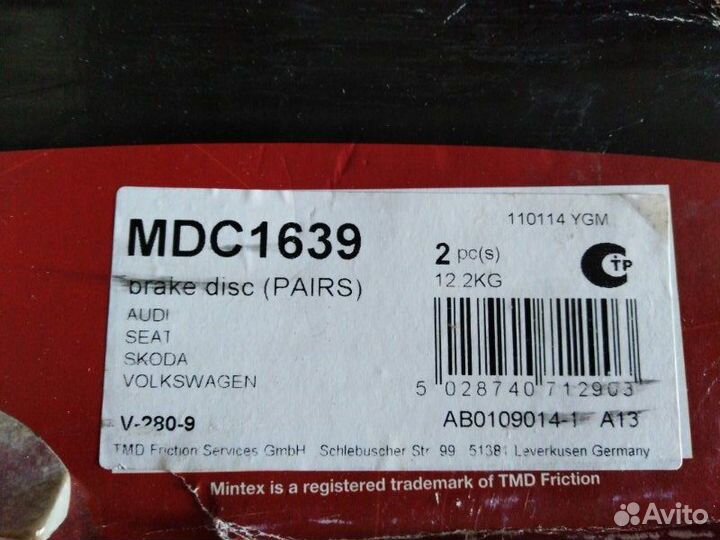 MDC1639
110114 YGM
brake disc (PAIRS)
2 pc(s)
12.2KG
CTP
AUDI
SEAT
SKODA
VOLKSWAGEN
5 028740 712903
V-280-9
AB0109014-1 A13
TMD Friction Services GmbH Schlebuscher Str. 99 51381 Leverkusen Germany
Mintex is a registered trademark of TMD Friction
Avito